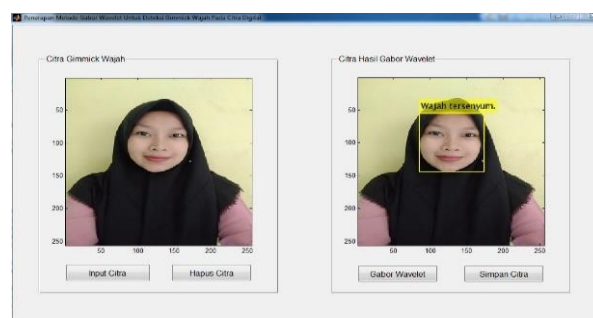 Penerapan Metode Gabor Wavelet Untuk Deteksi Gimmick Wajah Pada Citra Digital
Citra Gimmick Wajah
50
100
150
200
250
50 100 150 200 250
Input Citra Hapus Citra
Citra Hasil Gabor Wavelet
Wajah tersenyum.
50
100
150
200
250
50 100 150 200 250
Gabor Wavelet Simpan Citra